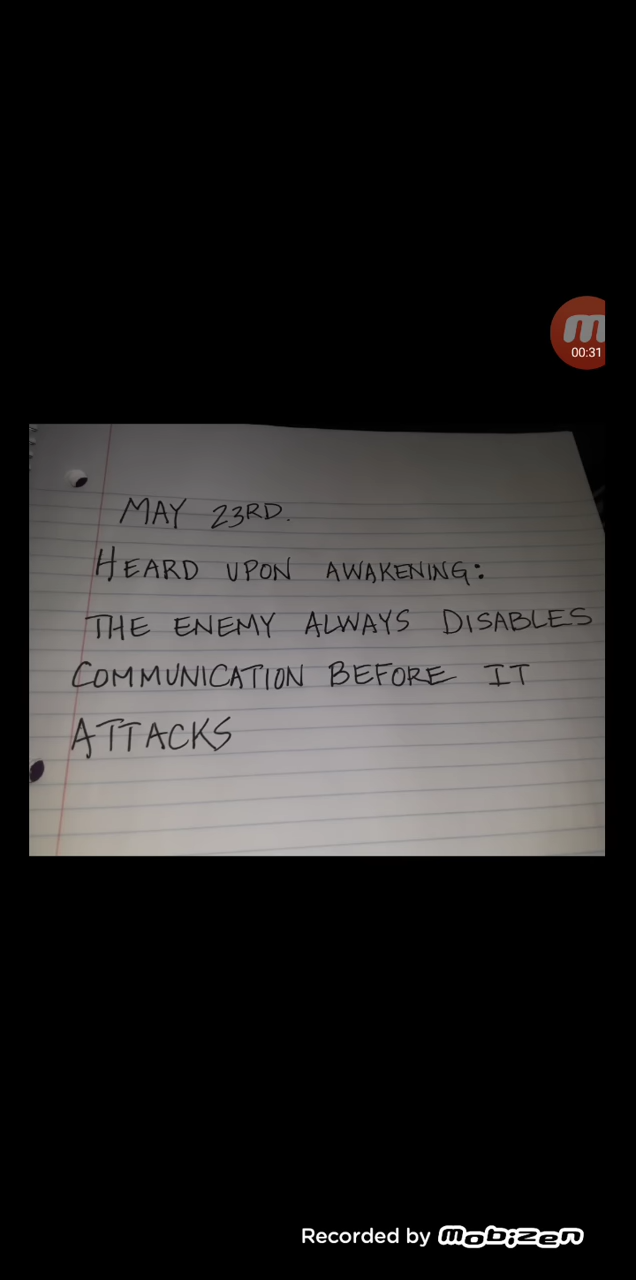 m
00:31
MAY 23RD.
HEARD UPON AWAKENING:
THE ENEMY ALWAYS DISABLES
COMMUNICATION BEFORE IT
ATTACKS
Recorded by mobizen